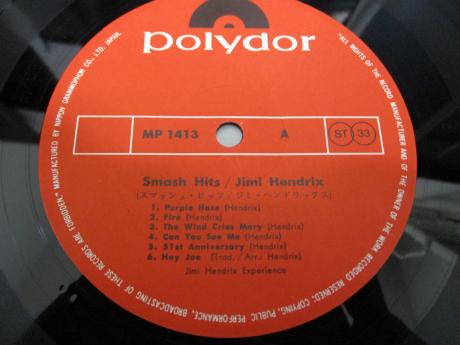 polydor
MP 1413 A ST 33
Smash Hits / Jimi Hendrix
(スマッシュ・ヒッツ/ジミ・ヘンドリックス)
1. Purple Haze (Hendrix)
2. Fire (Hendrix)
3. The Wind Cries Mary (Hendrix)
4. Can You See Me (Hendrix)
5. 51st Anniversary (Hendrix)
6. Hey Joe (Trad. / Arr.: Hendrix)
Jimi Hendrix Experience
"ALL RIGHTS OF THE RECORD MANUFACTURER AND OF THE OWNER OF THE WORK RECORDED RESERVED: COPYING, PUBLIC PERFORMANCE, BROADCASTING OF THESE RECORDS ARE FORBIDDEN" MANUFACTURED BY NIPPON GRAMMOPHON CO., LTD. JAPAN.